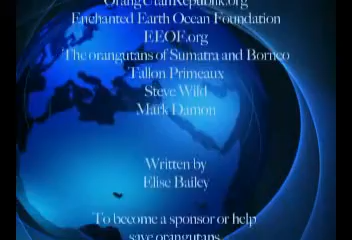 OrangUtanRepublik.org
Enchanted Earth Ocean Foundation
EEOF.org
The orangutans of Sumatra and Borneo
Tallon Primeaux
Steve Wild
Mark Damon
Written by
Elise Bailey
To become a sponsor or help
save orangutans